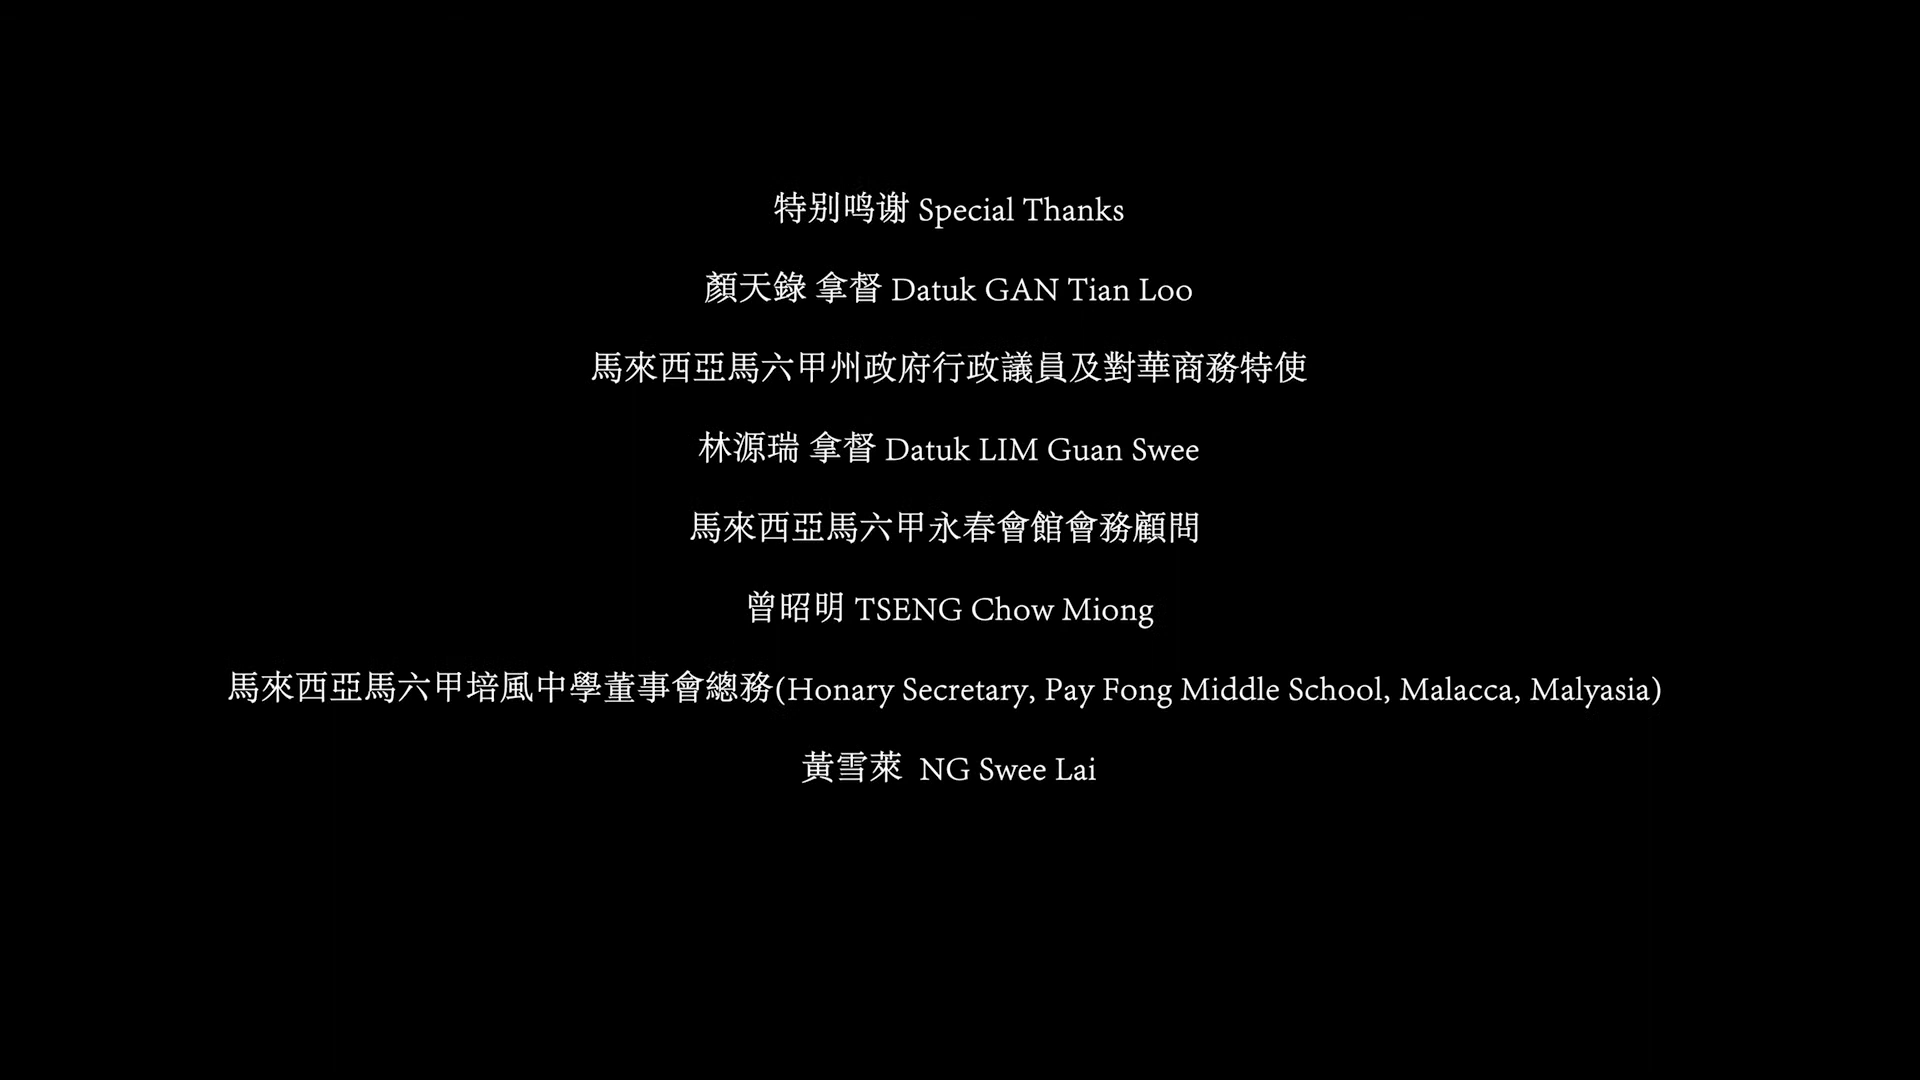 特别鸣谢 Special Thanks
顏天錄 拿督 Datuk GAN Tian Loo
馬來西亞馬六甲州政府行政議員及對華商務特使
林源瑞 拿督 Datuk LIM Guan Swee
馬來西亞馬六甲永春會館會務顧問
曾昭明 TSENG Chow Miong
馬來西亞馬六甲培風中學董事會總務(Honary Secretary, Pay Fong Middle School, Malacca, Malyasia)
黃雪萊 NG Swee Lai